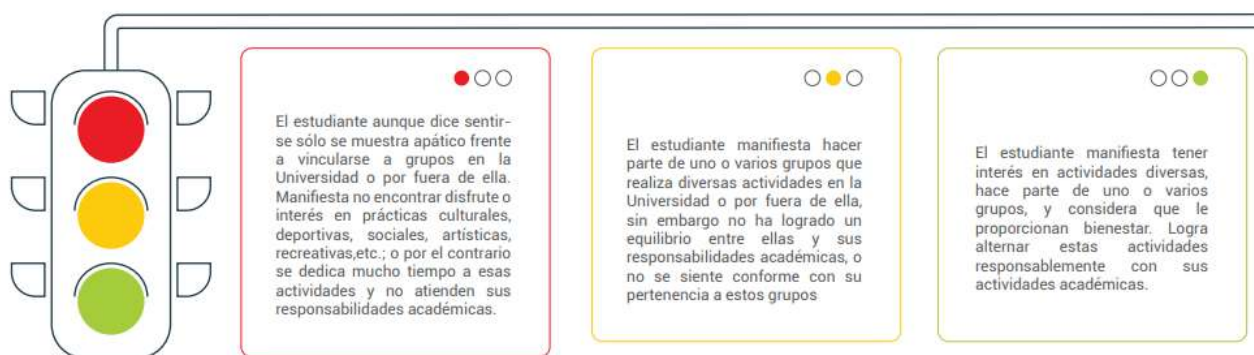 El estudiante aunque dice sentir-
se sólo se muestra apático frente
a vincularse a grupos en la
Universidad o por fuera de ella.
Manifiesta no encontrar disfrute o
interés en prácticas culturales,
deportivas, sociales, artísticas,
recreativas,etc.; o por el contrario
se dedica mucho tiempo a esas
actividades y no atienden sus
responsabilidades académicas.
El estudiante manifiesta hacer
parte de uno o varios grupos que
realiza diversas actividades en la
Universidad o por fuera de ella,
sin embargo no ha logrado un
equilibrio entre ellas y sus
responsabilidades académicas, o
no se siente conforme con su
pertenencia a estos grupos
El estudiante manifiesta tener
interés en actividades diversas,
hace parte de uno o varios
grupos, y considera que le
proporcionan bienestar. Logra
alternar estas actividades
responsablemente con sus
actividades académicas.